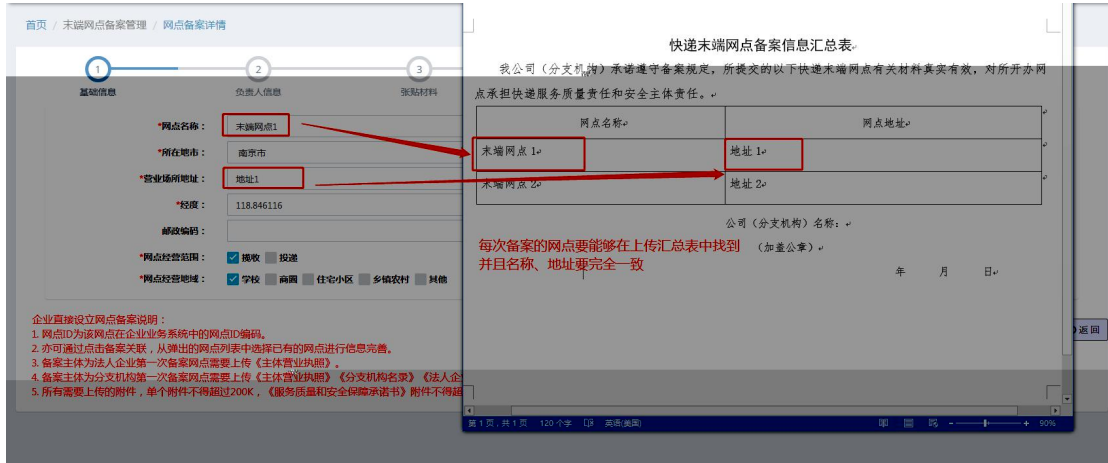 首页 / 末端网点备案管理 / 网点备案详情
1
2
3
基础信息
负责人信息
张贴材料
*网点名称： 末端网点1
*所在地市： 南京市
*营业场所地址： 地址1
*经度： 118.846116
邮政编码：
*网点经营范围： 揽收 投递
*网点经营地域： 学校 商圈 住宅小区 乡镇农村 其他
企业直接设立网点备案说明：
1. 网点ID为该网点在企业业务系统中的网点ID编码。
2. 亦可通过点击备案关联，从弹出的网点列表中选择已有的网点进行信息完善。
3. 备案主体为法人企业第一次备案网点需要上传《主体营业执照》。
4. 备案主体为分支机构第一次备案网点需要上传《主体营业执照》《分支机构名录》《法人企
5. 所有需要上传的附件，单个附件不得超过200K，《服务质量和安全保障承诺书》附件不得超
快递末端网点备案信息汇总表
我公司（分支机构）承诺遵守备案规定，所提交的以下快递末端网点有关材料真实有效，对所开办网
点承担快递服务质量责任和安全主体责任。
网点名称 网点地址
末端网点 1 地址 1
末端网点 2 地址 2
公司（分支机构）名称：
（加盖公章）
年 月 日
每次备案的网点要能够在上传汇总表中找到
并且名称、地址要完全一致
返回
第1页，共1页 120个字 英语(美国) 90%